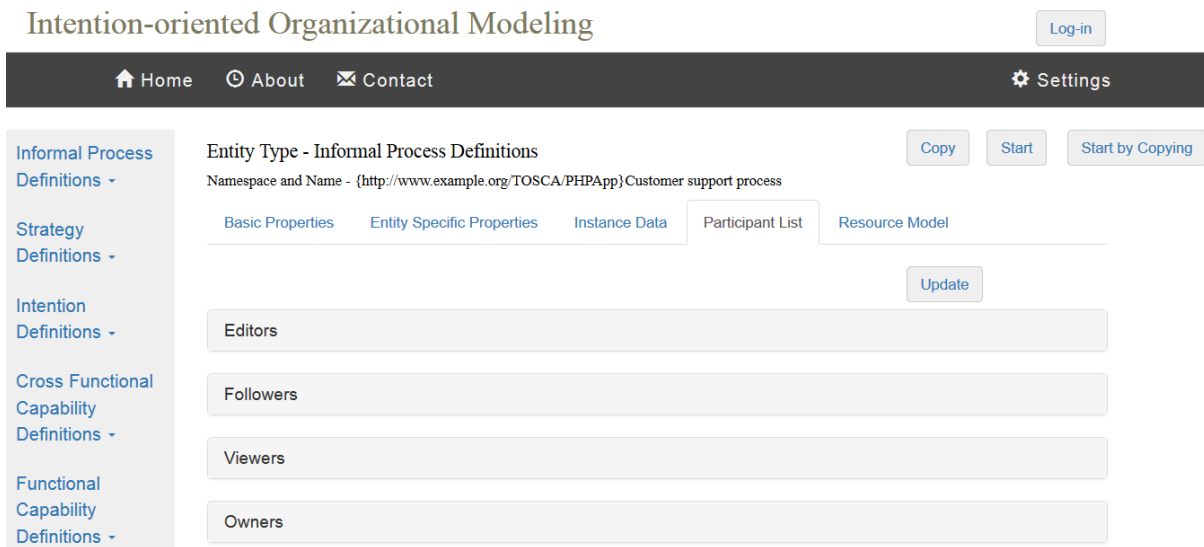 Intention-oriented Organizational Modeling
Log-in
Home About Contact Settings
Informal Process
Definitions
Strategy
Definitions
Intention
Definitions
Cross Functional
Capability
Definitions
Functional
Capability
Definitions
Entity Type - Informal Process Definitions
Copy Start Start by Copying
Namespace and Name - {http://www.example.org/TOSCA/PHPApp}Customer support process
Basic Properties Entity Specific Properties Instance Data Participant List Resource Model
Update
Editors
Followers
Viewers
Owners